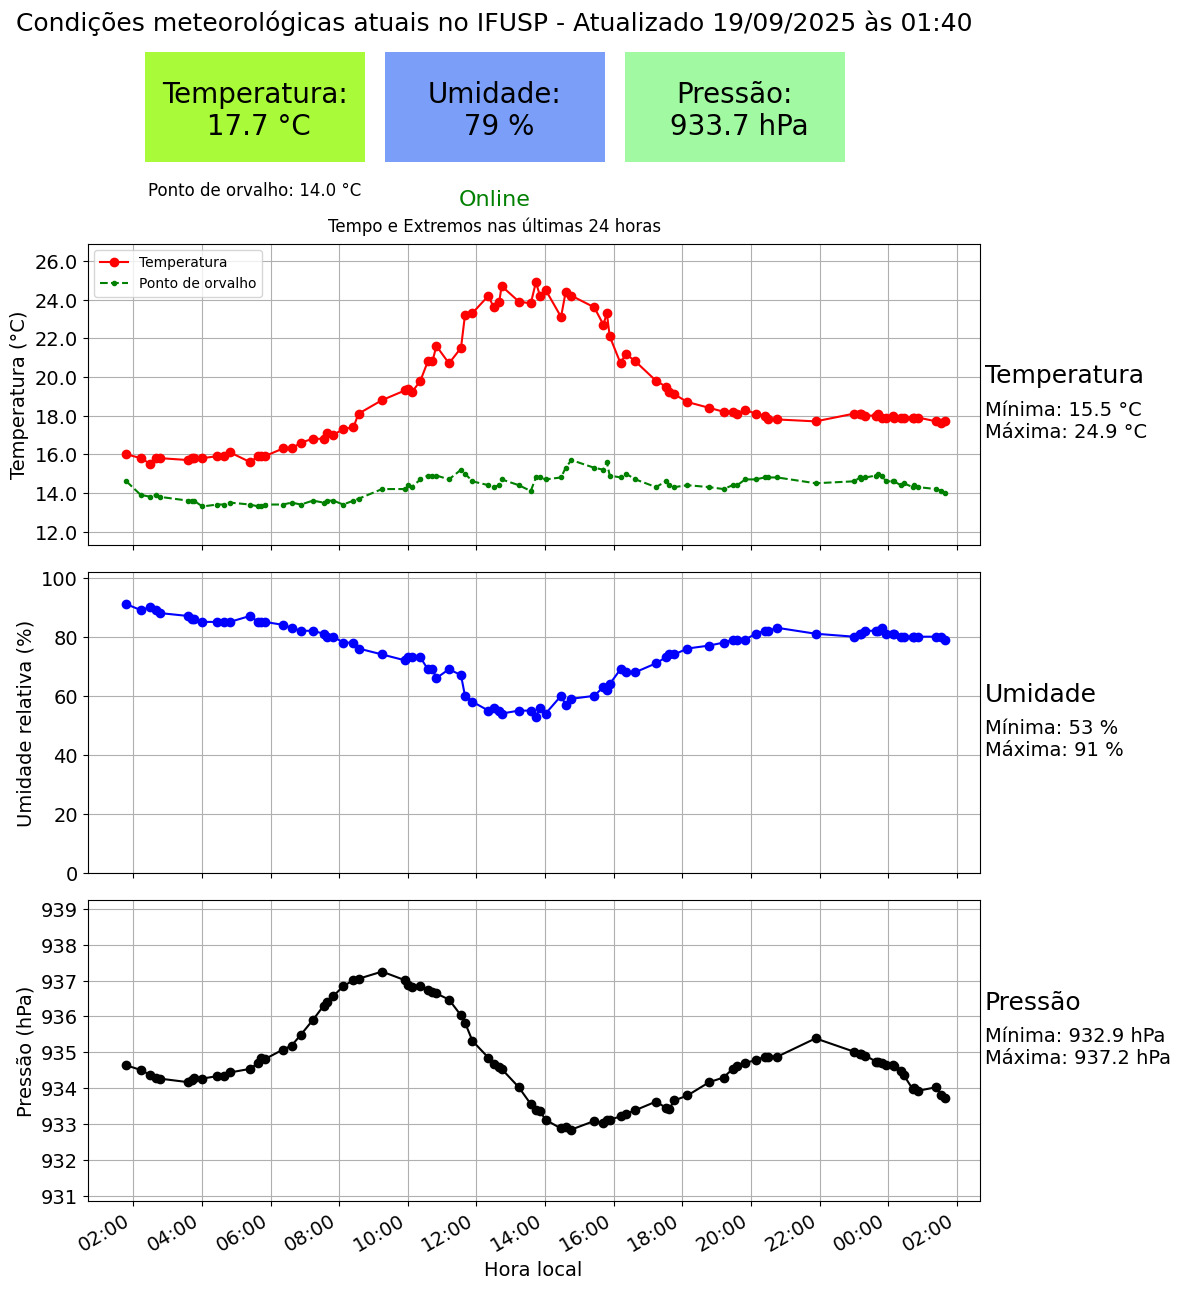 Condições meteorológicas atuais no IFUSP - Atualizado 19/09/2025 às 01:40
Temperatura:
17.7 °C
Umidade:
79 %
Pressão:
933.7 hPa
Ponto de orvalho: 14.0 °C
Online
Tempo e Extremos nas últimas 24 horas
Temperatura
Ponto de orvalho
Temperatura (°C)
26.0
24.0
22.0
20.0
18.0
16.0
14.0
12.0
Temperatura
Mínima: 15.5 °C
Máxima: 24.9 °C
Umidade relativa (%)
100
80
60
40
20
0
Umidade
Mínima: 53 %
Máxima: 91 %
Pressão (hPa)
939
938
937
936
935
934
933
932
931
Pressão
Mínima: 932.9 hPa
Máxima: 937.2 hPa
02:00 04:00 06:00 08:00 10:00 12:00 14:00 16:00 18:00 20:00 22:00 00:00 02:00
Hora local